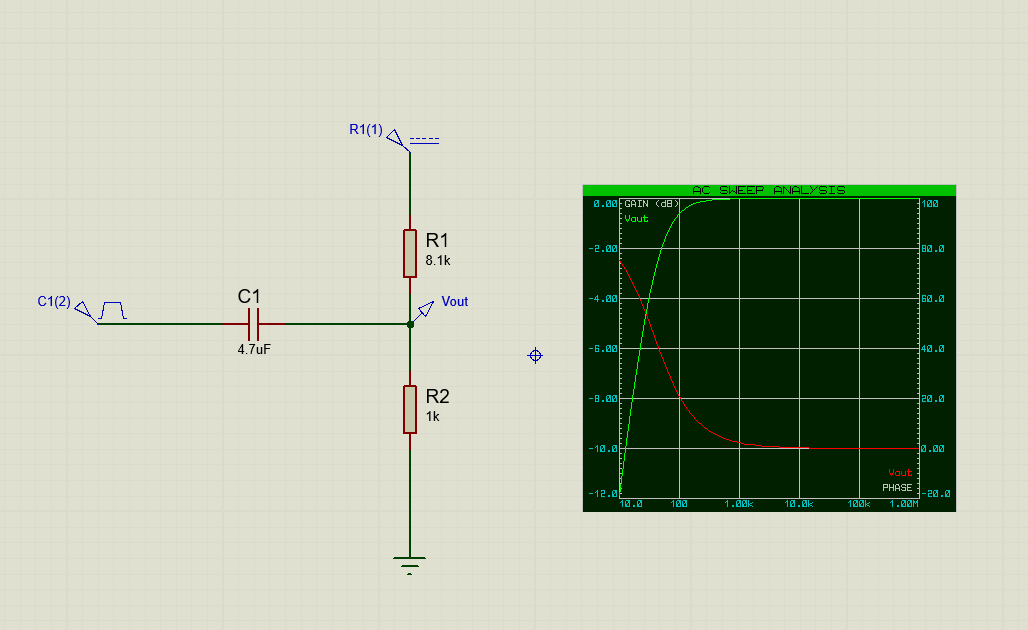 R1(1)
R1
8.1k
C1(2)
C1
4.7uF
Vout
R2
1k
AC SWEEP ANALYSIS
GAIN (dB)
Vout
0.00
-2.00
-4.00
-6.00
-8.00
-10.0
-12.0
100
80.0
60.0
40.0
20.0
0.00
-20.0
Vout
PHASE
10.0 100 1.00k 10.0k 100k 1.00M